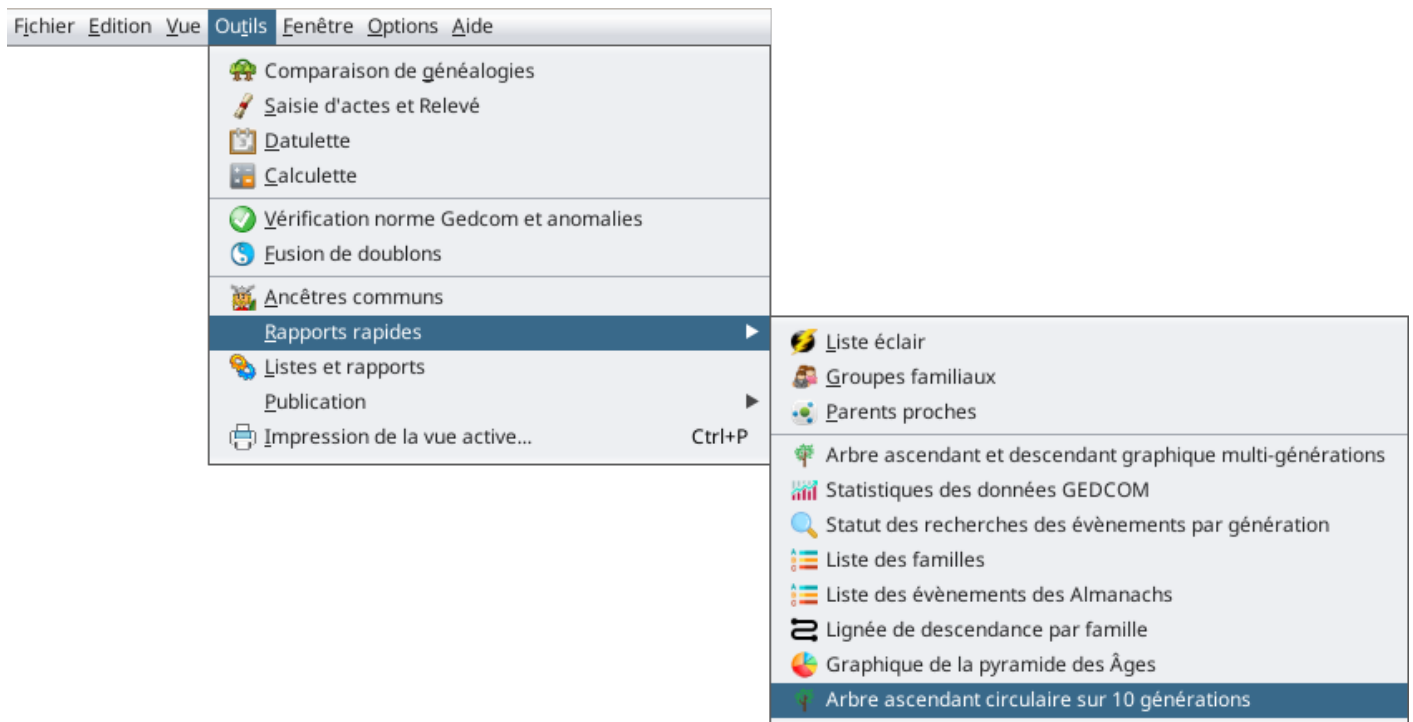 Fichier Edition Vue Outils Fenêtre Options Aide
Comparaison de généalogies
Saisie d'actes et Relevé
Datulette
Calculette
Vérification norme Gedcom et anomalies
Fusion de doublons
Ancêtres communs
Rapports rapides
Listes et rapports
Publication
Impression de la vue active... Ctrl+P
Liste éclair
Groupes familiaux
Parents proches
Arbre ascendant et descendant graphique multi-générations
Statistiques des données GEDCOM
Statut des recherches des évènements par génération
Liste des familles
Liste des évènements des Almanachs
Lignée de descendance par famille
Graphique de la pyramide des Âges
Arbre ascendant circulaire sur 10 générations